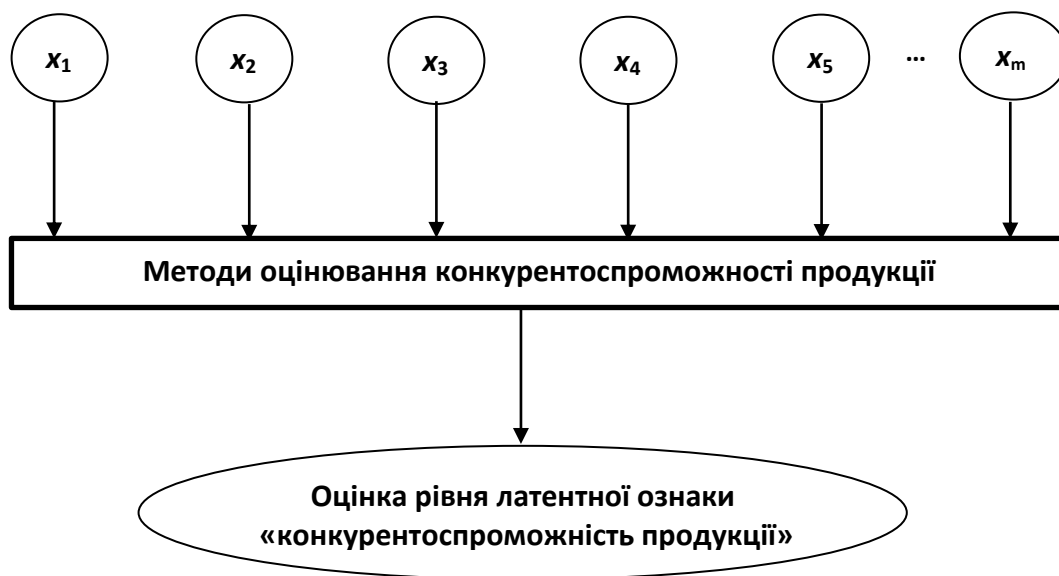 x1 x2 x3 x4 x5 ... xm
Методи оцінювання конкурентоспроможності продукції
Оцінка рівня латентної ознаки
«конкурентоспроможність продукції»